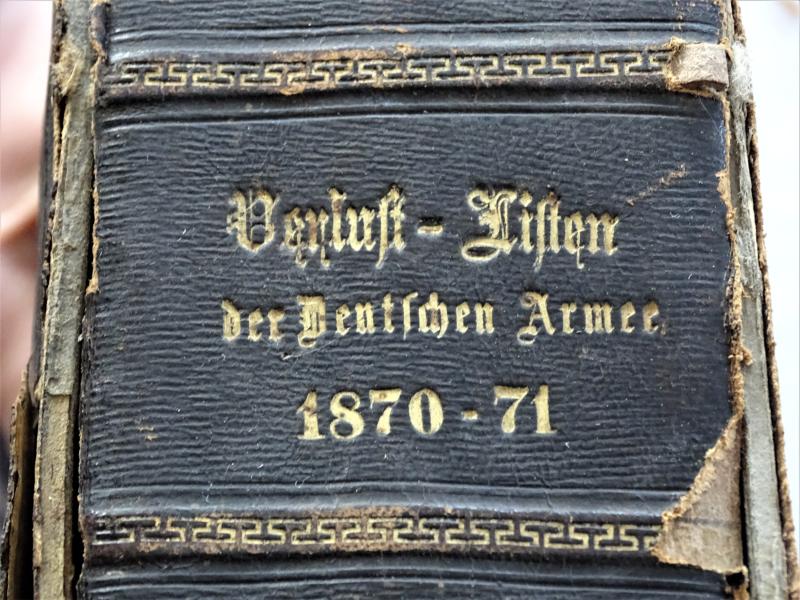 Verlust - Listen
der Deutschen Armee.
1870 - 71